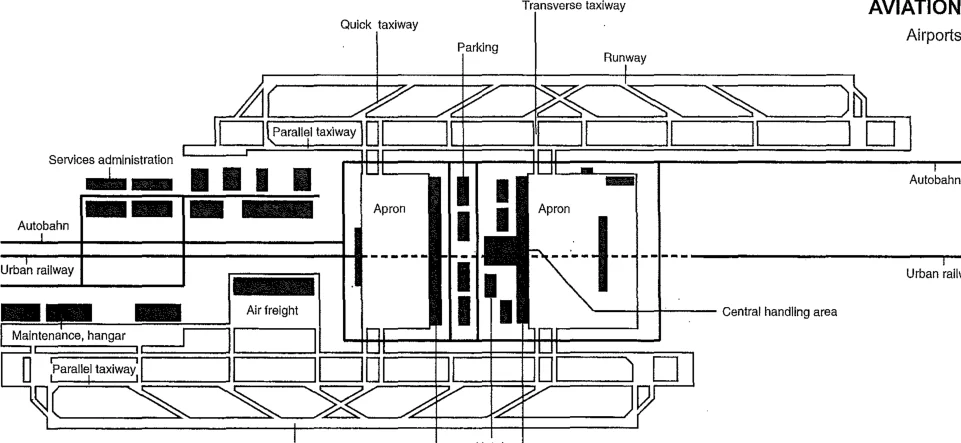 AVIATION
Airports
Transverse taxiway
Quick taxiway
Parking
Runway
Parallel taxiway
Services administration
Autobahn
Apron
Apron
Autobahn
Urban railway
Urban
Air freight
Central handling area
Maintenance, hangar
Parallel taxiway